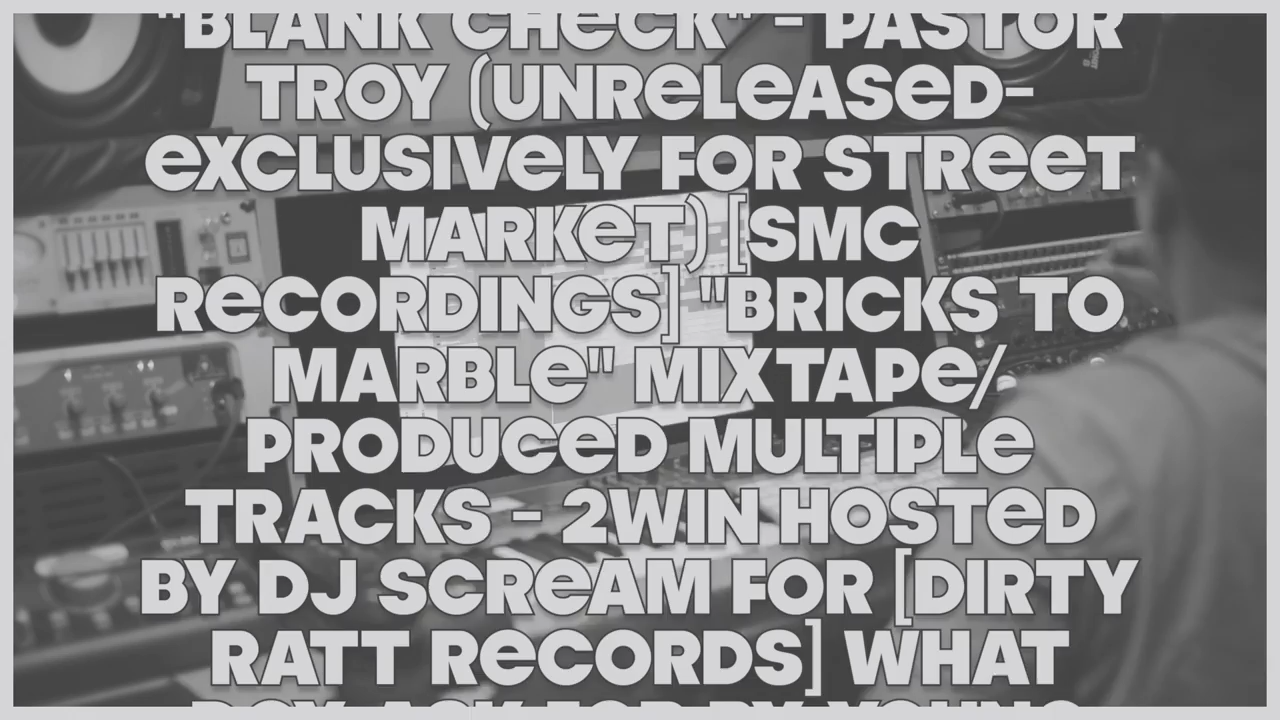 "BLANK CHeCK" - PASTOR
TROY (UNReLeASeD-
eXCLUSIVeLY FOR STReeT
MARKeT) [SMC
ReCORDINGS] "BRICKS TO
MARBLe" MIXTAPe/
PRODUCeD MULTIPLe
TRACKS - 2WIN HOSTeD
BY DJ SCReAM FOR [DIRTY
RATT ReCORDS] WHAT